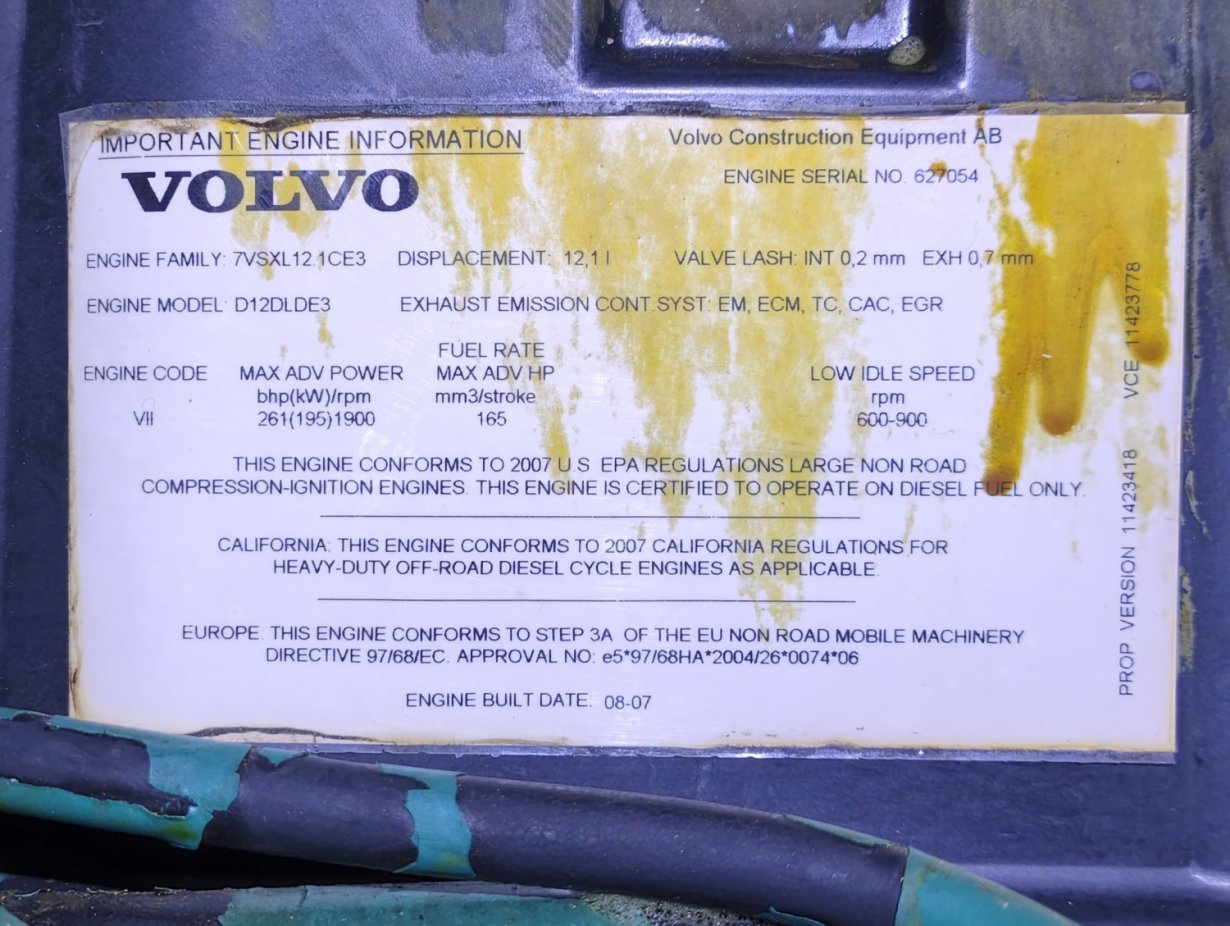 IMPORTANT ENGINE INFORMATION
Volvo Construction Equipment AB
VOLVO
ENGINE SERIAL NO. 627054
ENGINE FAMILY: 7VSXL12.1CE3 DISPLACEMENT: 12,1 l VALVE LASH: INT 0,2 mm EXH 0,7 mm
ENGINE MODEL: D12DLDE3 EXHAUST EMISSION CONT.SYST: EM, ECM, TC, CAC, EGR
FUEL RATE
ENGINE CODE MAX ADV POWER MAX ADV HP LOW IDLE SPEED
bhp(kW)/rpm mm3/stroke rpm
VII 261(195)1900 165 600-900
THIS ENGINE CONFORMS TO 2007 U.S EPA REGULATIONS LARGE NON ROAD
COMPRESSION-IGNITION ENGINES. THIS ENGINE IS CERTIFIED TO OPERATE ON DIESEL FUEL ONLY.
CALIFORNIA: THIS ENGINE CONFORMS TO 2007 CALIFORNIA REGULATIONS FOR
HEAVY-DUTY OFF-ROAD DIESEL CYCLE ENGINES AS APPLICABLE.
EUROPE. THIS ENGINE CONFORMS TO STEP 3A OF THE EU NON ROAD MOBILE MACHINERY
DIRECTIVE 97/68/EC. APPROVAL NO: e5*97/68HA*2004/26*0074*06
ENGINE BUILT DATE. 08-07
PROP. VERSION 11423418 VCE 11423778